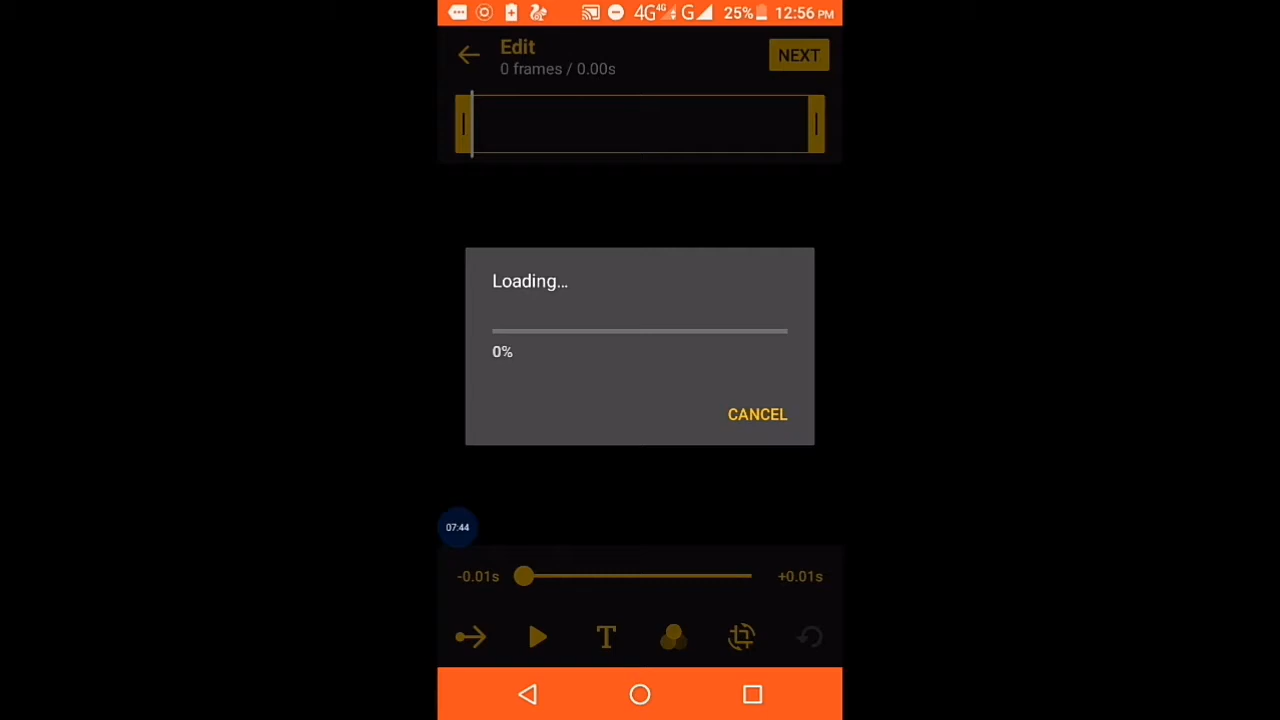 4G 4G G 25% 12:56 PM
Edit
0 frames / 0.00s
NEXT
Loading...
0%
CANCEL
07:44
-0.01s
+0.01s
T